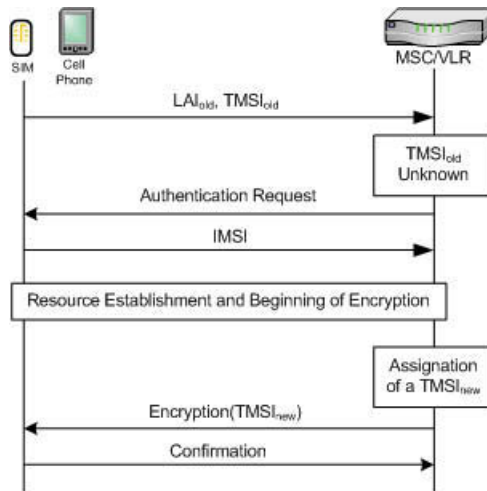 SIM
Cell
Phone
MSC/VLR
LAIold, TMSIold
TMSIold
Unknown
Authentication Request
IMSI
Resource Establishment and Beginning of Encryption
Assignation
of a TMSInew
Encryption(TMSInew)
Confirmation